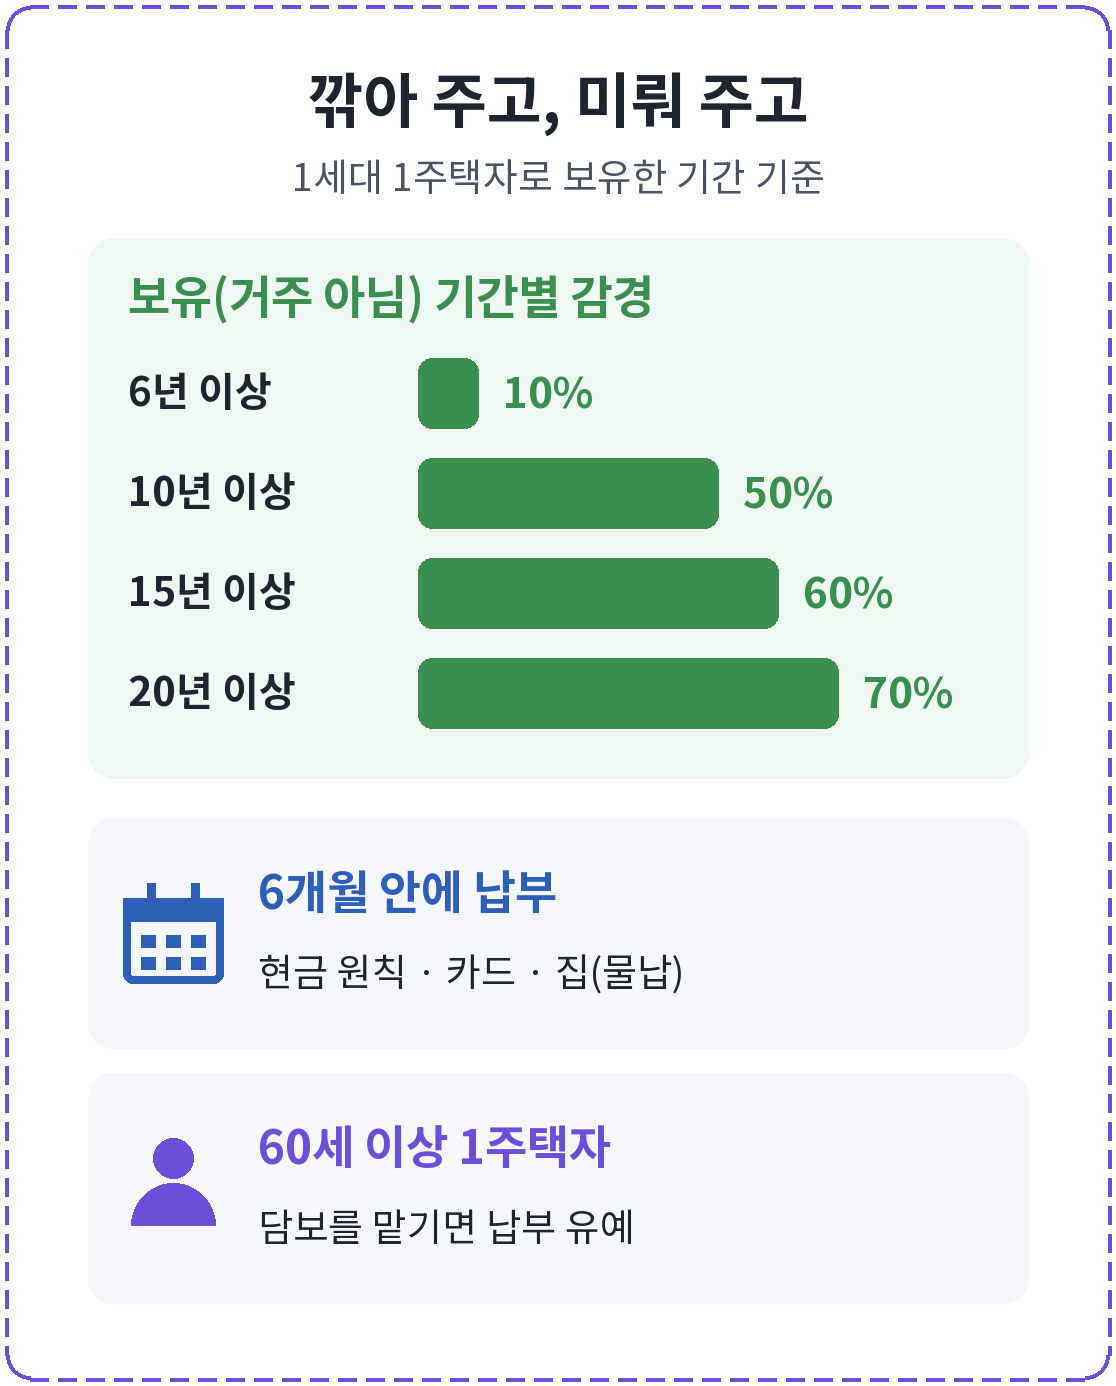 깎아 주고, 미뤄 주고
1세대 1주택자로 보유한 기간 기준
보유(거주 아님) 기간별 감경
6년 이상 10%
10년 이상 50%
15년 이상 60%
20년 이상 70%
6개월 안에 납부
현금 원칙 · 카드 · 집(물납)
60세 이상 1주택자
담보를 맡기면 납부 유예